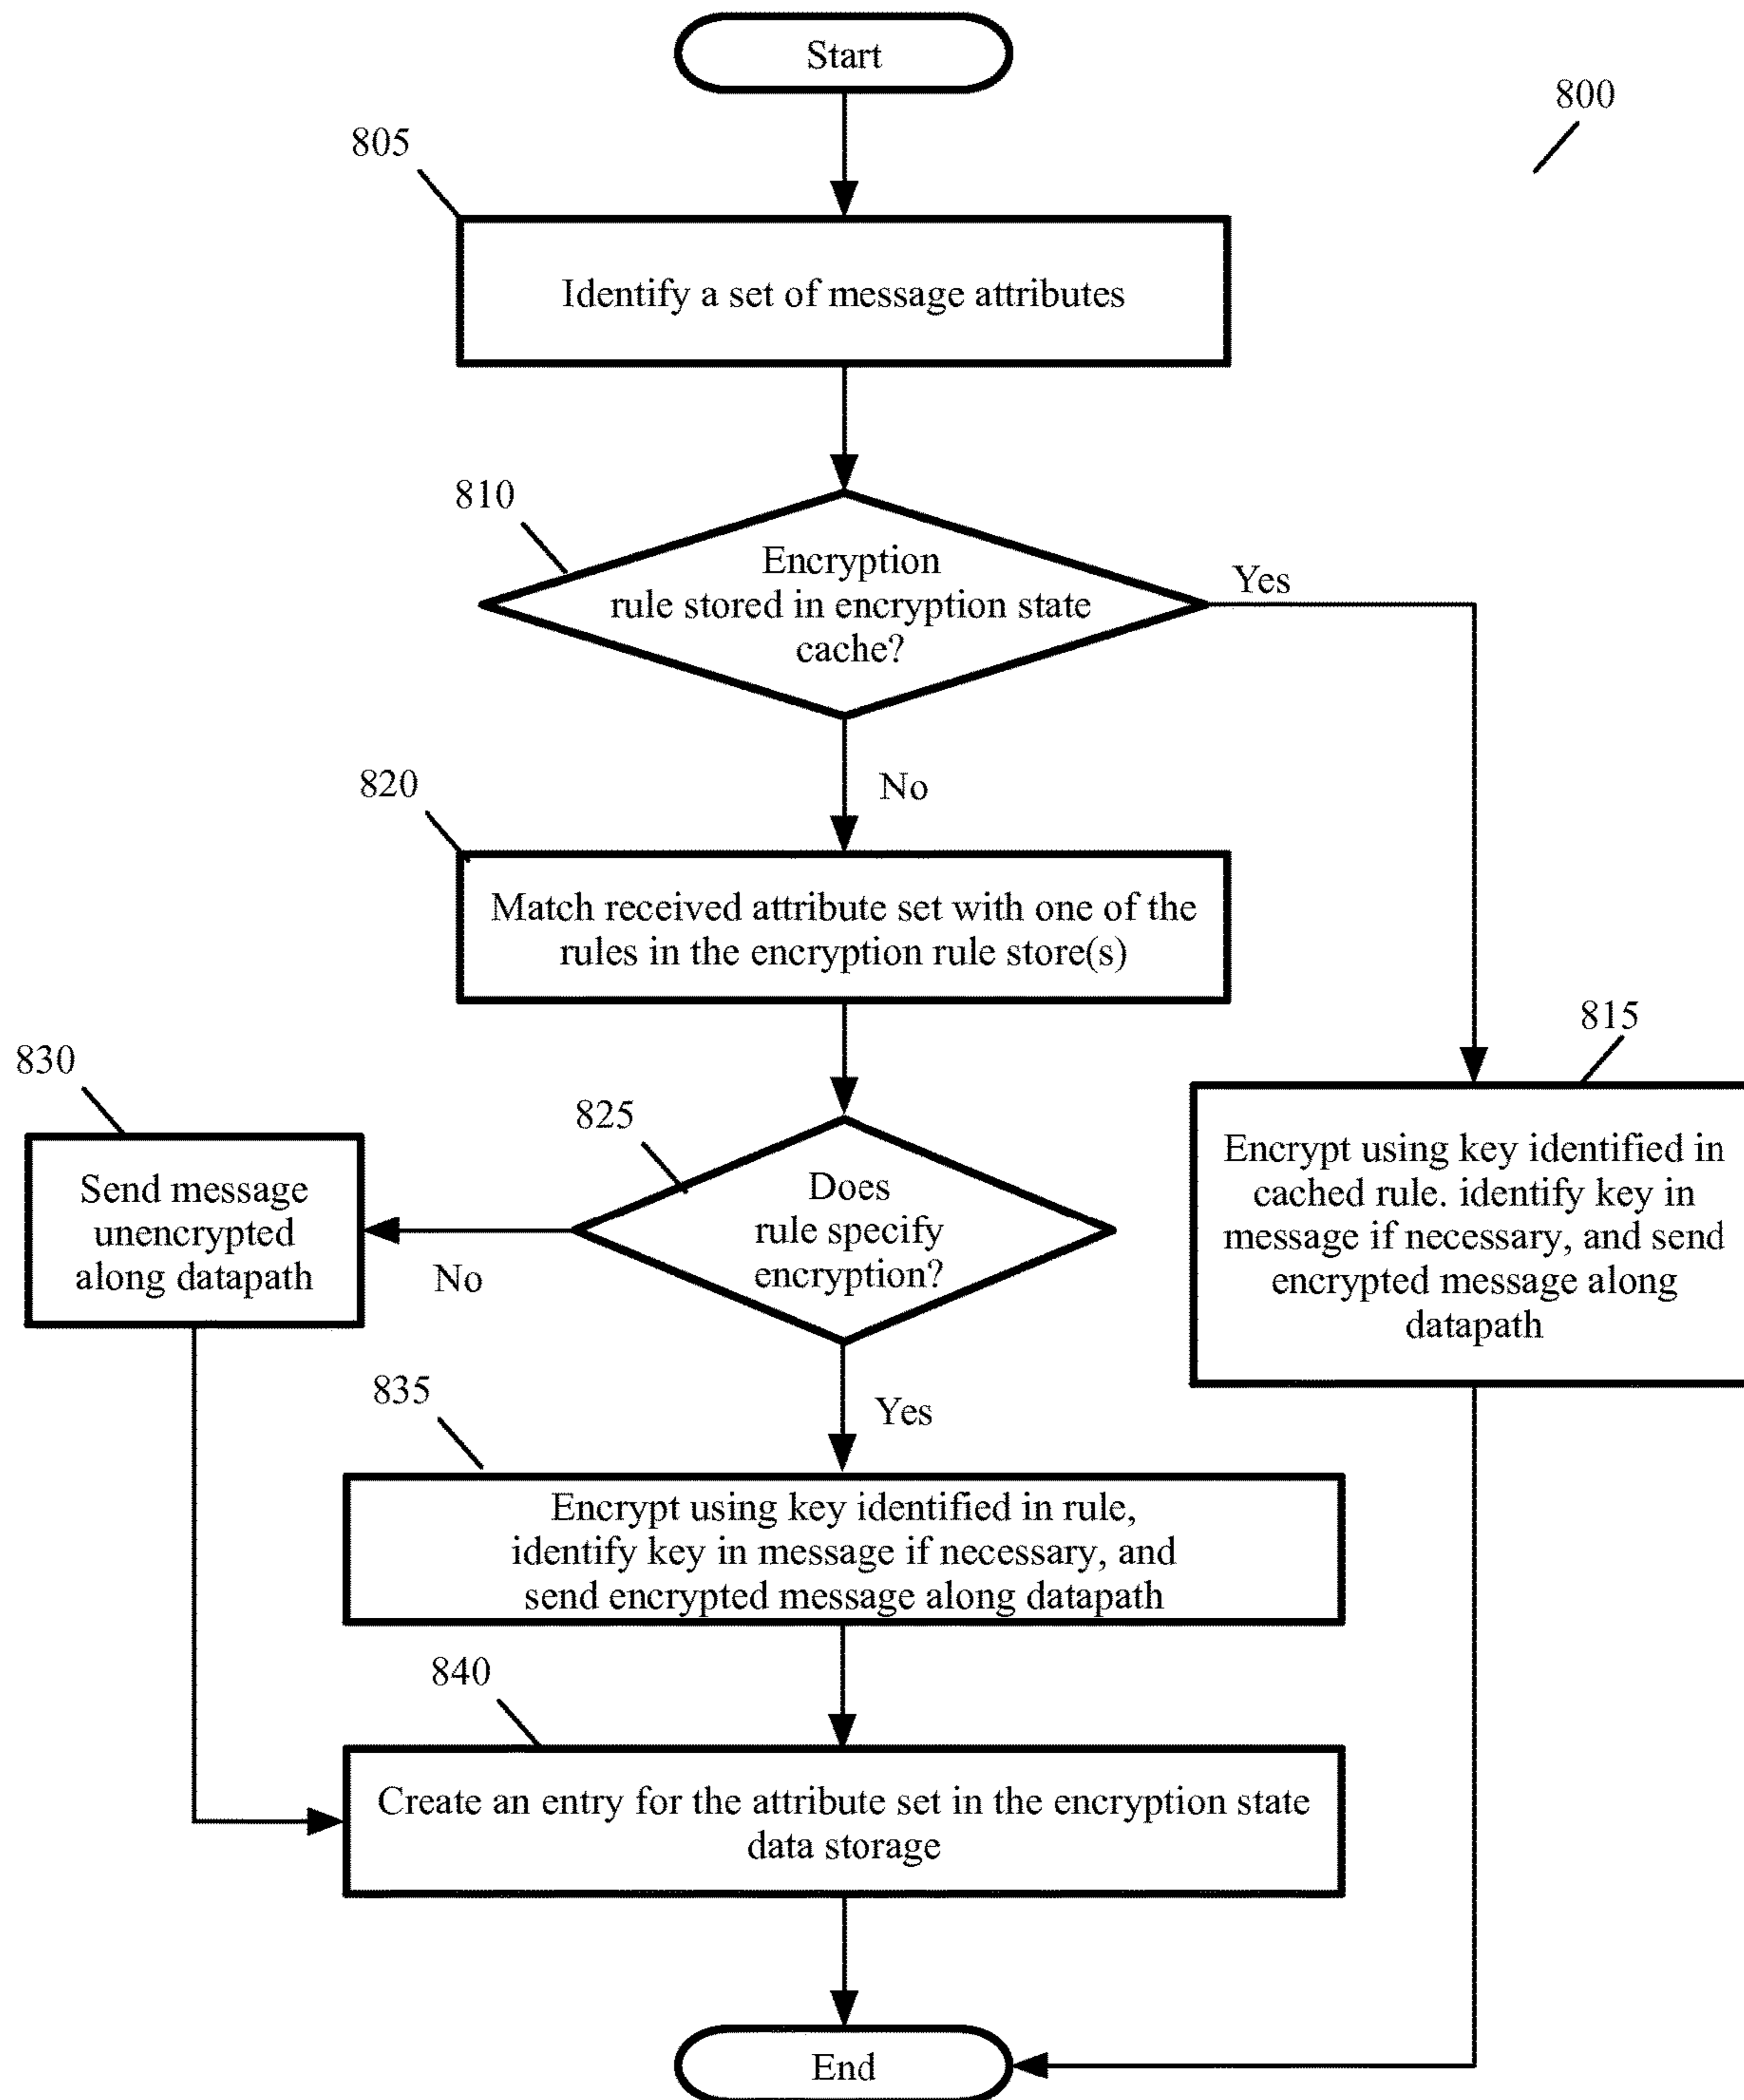 Start
800
805
Identify a set of message attributes
810
Encryption
rule stored in encryption state
cache?
Yes
No
820
Match received attribute set with one of the
rules in the encryption rule store(s)
815
Encrypt using key identified in
cached rule. identify key in
message if necessary, and send
encrypted message along
datapath
830
Send message
unencrypted
along datapath
825
Does
rule specify
encryption?
No
Yes
835
Encrypt using key identified in rule,
identify key in message if necessary, and
send encrypted message along datapath
840
Create an entry for the attribute set in the encryption state
data storage
End